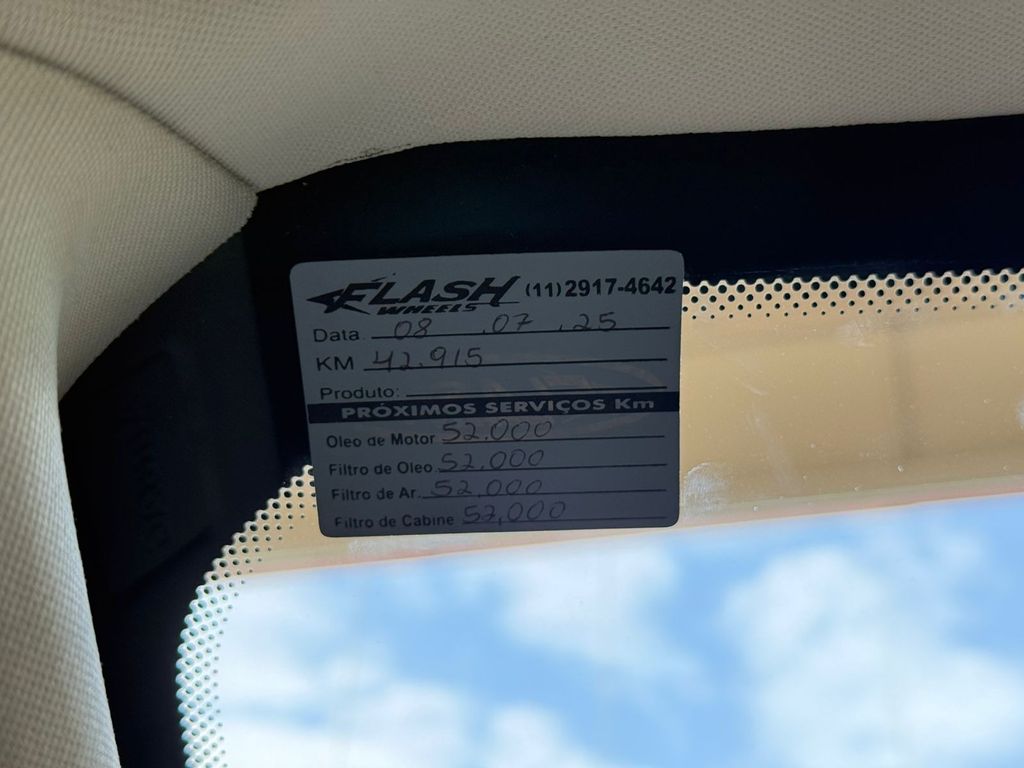 FLASH WHEELS (11)2917-4642
Data 08 .07 .25
KM 42.915
Produto:
PRÓXIMOS SERVIÇOS Km
Oleo de Motor 52.000
Filtro de Oleo 52.000
Filtro de Ar. 52.000
Filtro de Cabine 52.000